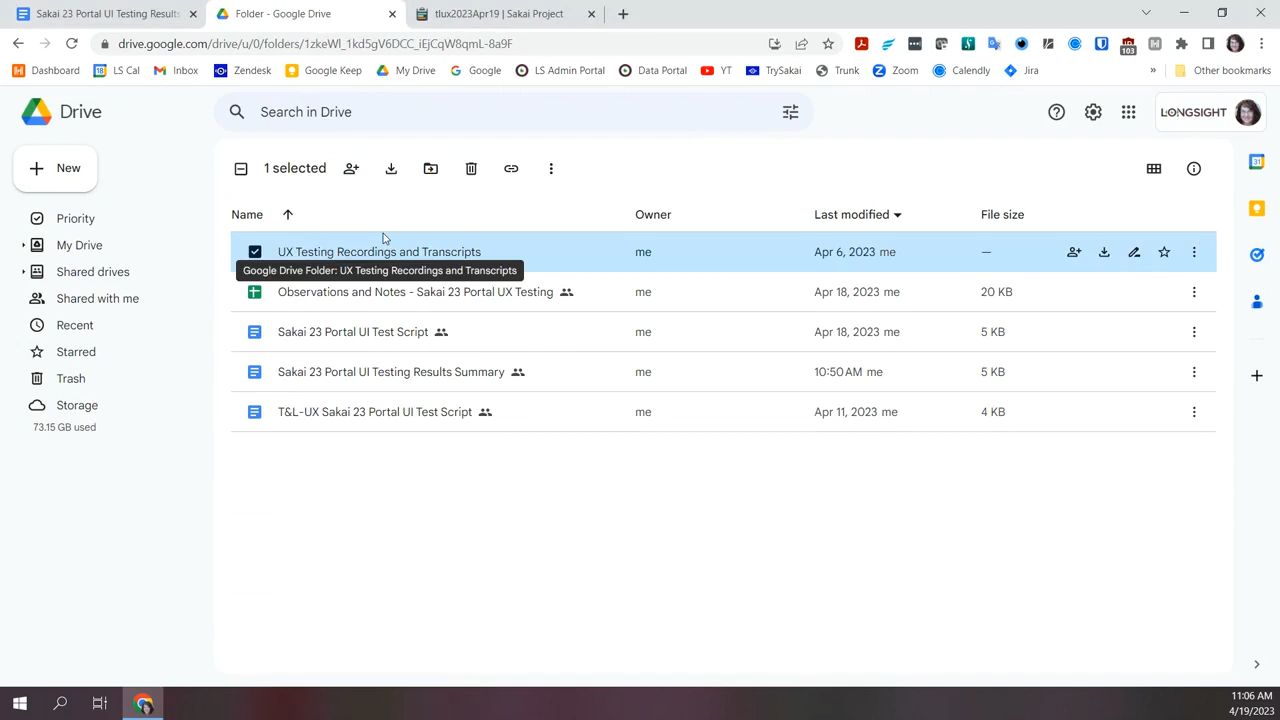 Sakai 23 Portal UI Testing Results
Folder - Google Drive
tlux2023Apr19 | Sakai Project
drive.google.com/drive/u/0/folders/1zkeWl_1kd5gV6DCC_iEjCqW8qmL-8a9F
103
Dashboard
LS Cal
Inbox
Zendesk
Google Keep
My Drive
Google
LS Admin Portal
Data Portal
YT
TrySakai
Trunk
Zoom
Calendly
Jira
»
Other bookmarks
Drive
Search in Drive
LONGSIGHT
New
1 selected
Priority
My Drive
Shared drives
Shared with me
Recent
Starred
Trash
Storage
73.15 GB used
Name Owner Last modified File size
UX Testing Recordings and Transcripts me Apr 6, 2023 me —
Google Drive Folder: UX Testing Recordings and Transcripts
Observations and Notes - Sakai 23 Portal UX Testing me Apr 18, 2023 me 20 KB
Sakai 23 Portal UI Test Script me Apr 18, 2023 me 5 KB
Sakai 23 Portal UI Testing Results Summary me 10:50 AM me 5 KB
T&L-UX Sakai 23 Portal UI Test Script me Apr 11, 2023 me 4 KB
11:06 AM
4/19/2023